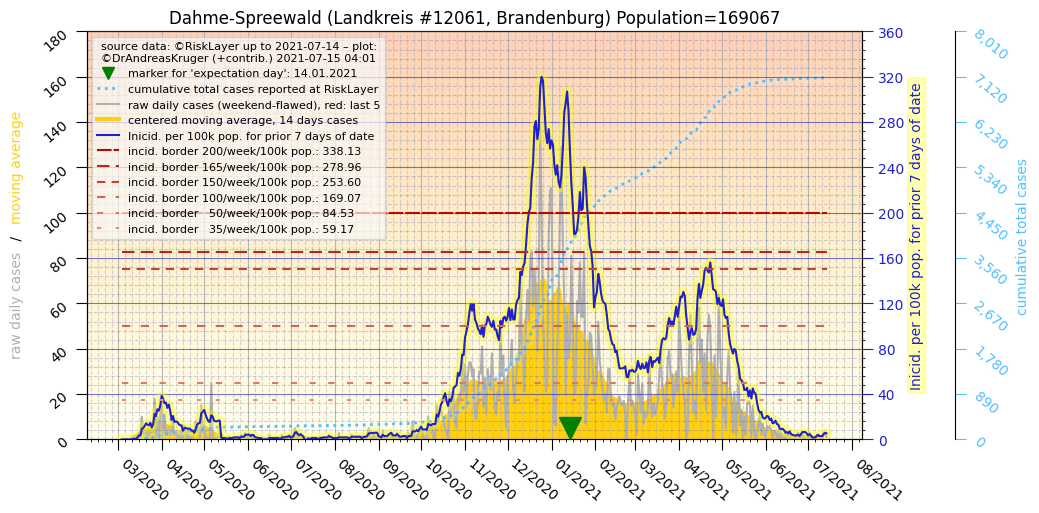 Dahme-Spreewald (Landkreis #12061, Brandenburg) Population=169067
source data: ©RiskLayer up to 2021-07-14 – plot:
©DrAndreasKruger (+contrib.) 2021-07-15 04:01
marker for 'expectation day': 14.01.2021
cumulative total cases reported at RiskLayer
raw daily cases (weekend-flawed), red: last 5
centered moving average, 14 days cases
Inicid. per 100k pop. for prior 7 days of date
incid. border 200/week/100k pop.: 338.13
incid. border 165/week/100k pop.: 278.96
incid. border 150/week/100k pop.: 253.60
incid. border 100/week/100k pop.: 169.07
incid. border   50/week/100k pop.: 84.53
incid. border   35/week/100k pop.: 59.17
raw daily cases / moving average
180
160
140
120
100
80
60
40
20
0
03/2020
04/2020
05/2020
06/2020
07/2020
08/2020
09/2020
10/2020
11/2020
12/2020
01/2021
02/2021
03/2021
04/2021
05/2021
06/2021
07/2021
08/2021
360
320
280
240
200
160
120
80
40
0
Inicid. per 100k pop. for prior 7 days of date
8,010
7,120
6,230
5,340
4,450
3,560
2,670
1,780
890
0
cumulative total cases